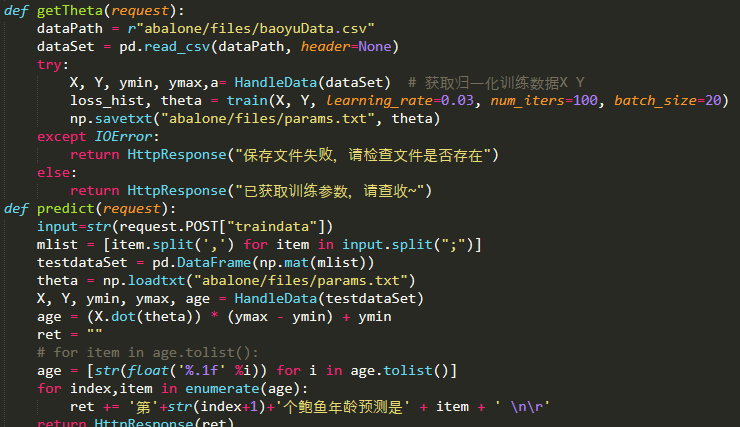 def getTheta(request):
    dataPath = r"abalone/files/baoyuData.csv"
    dataSet = pd.read_csv(dataPath, header=None)
    try:
        X, Y, ymin, ymax,a= HandleData(dataSet)  # 获取归一化训练数据X Y
        loss_hist, theta = train(X, Y, learning_rate=0.03, num_iters=100, batch_size=20)
        np.savetxt("abalone/files/params.txt", theta)
    except IOError:
        return HttpResponse("保存文件失败，请检查文件是否存在")
    else:
        return HttpResponse("已获取训练参数，请查收~")
def predict(request):
    input=str(request.POST["traindata"])
    mlist = [item.split(',') for item in input.split(";")]
    testdataSet = pd.DataFrame(np.mat(mlist))
    theta = np.loadtxt("abalone/files/params.txt")
    X, Y, ymin, ymax, age = HandleData(testdataSet)
    age = (X.dot(theta)) * (ymax - ymin) + ymin
    ret = ""
    # for item in age.tolist():
    age = [str(float('%.1f' %i)) for i in age.tolist()]
    for index,item in enumerate(age):
        ret += '第'+str(index+1)+'个鲍鱼年龄预测是' + item + ' \n\r'
    return HttpResponse(ret)